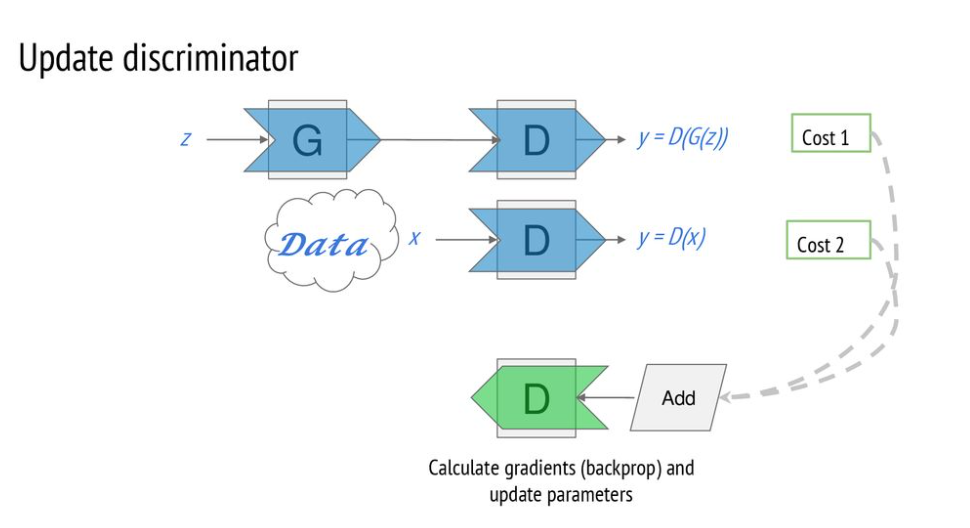 Update discriminator
z
G
D
y = D(G(z))
Cost 1
Data
x
D
y = D(x)
Cost 2
D
Add
Calculate gradients (backprop) and
update parameters